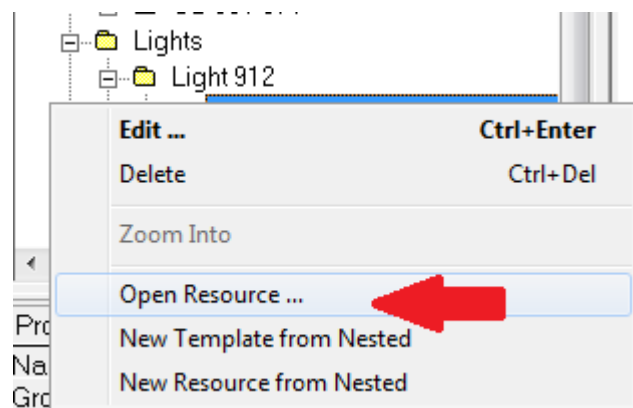 Lights
Light 912
Edit ... Ctrl+Enter
Delete Ctrl+Del
Zoom Into
Open Resource ...
New Template from Nested
New Resource from Nested